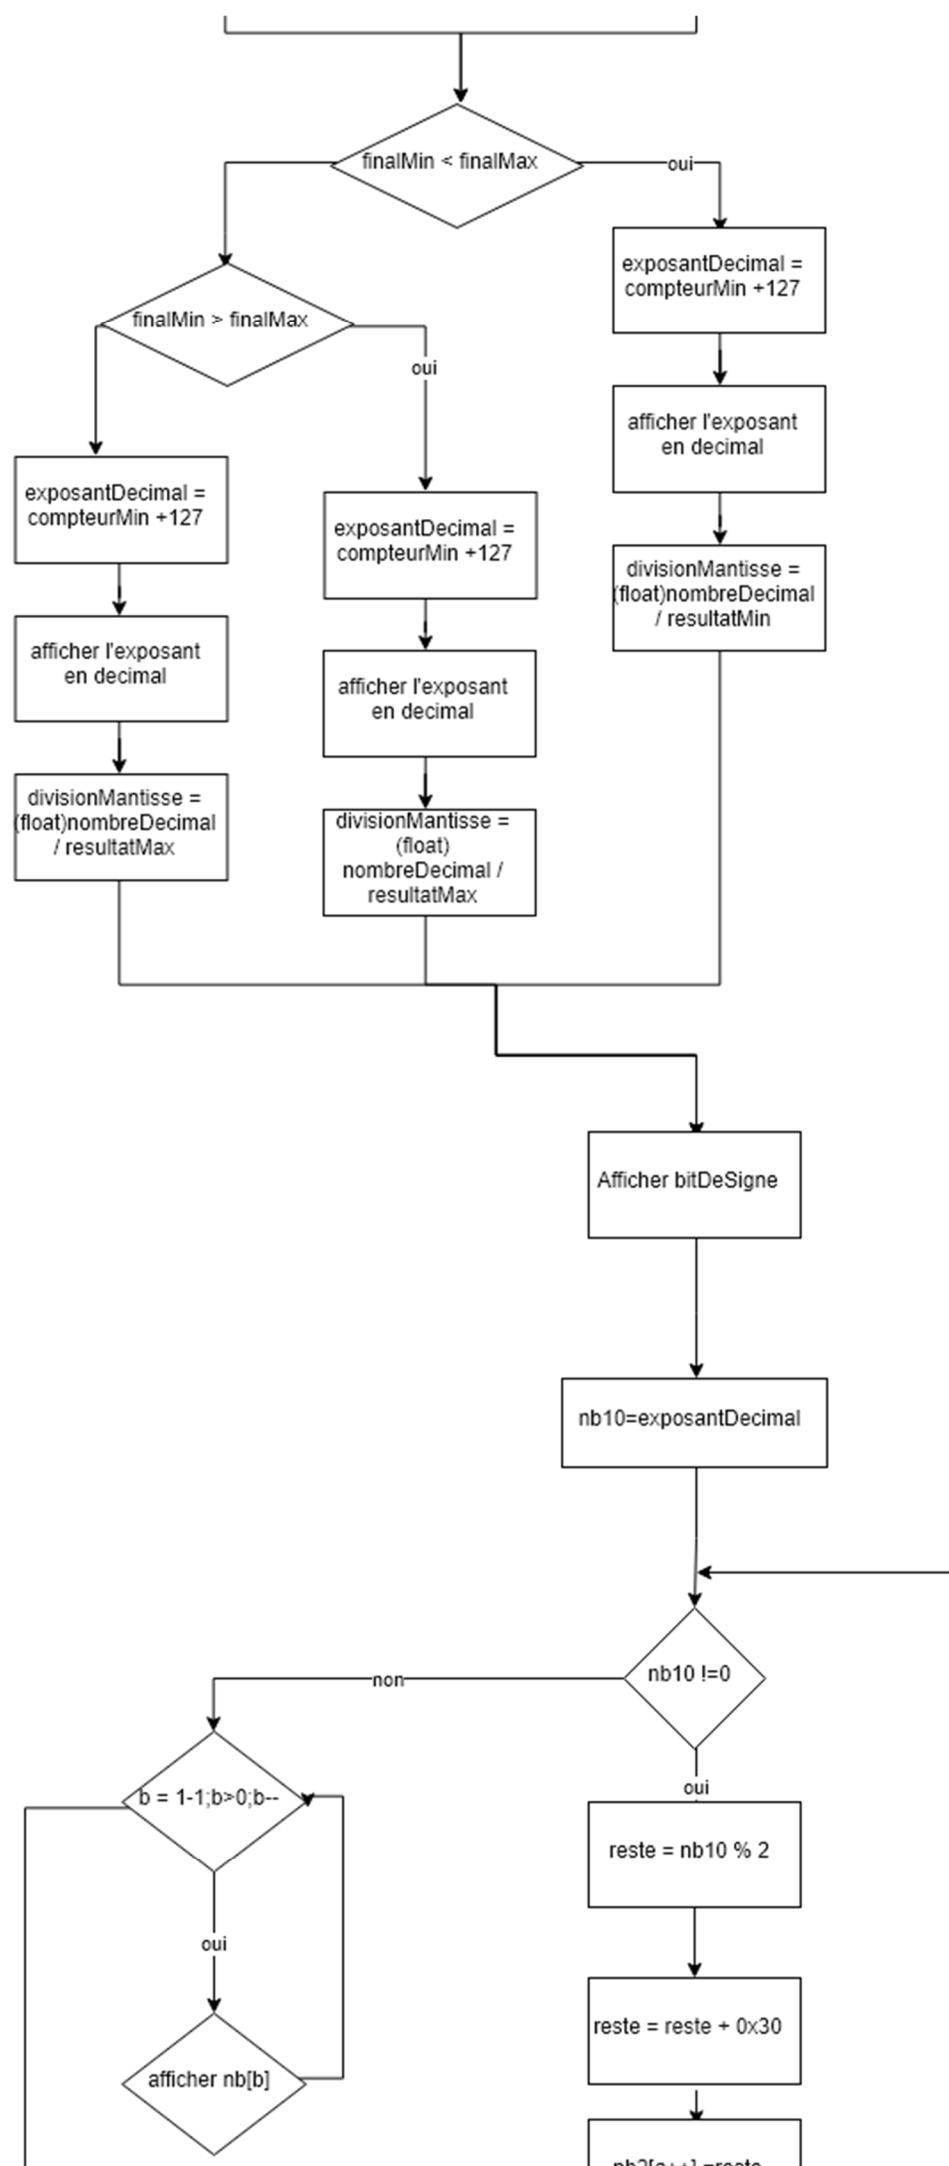 finalMin < finalMax
oui
exposantDecimal =
compteurMin +127
finalMin > finalMax
oui
afficher l'exposant
en decimal
exposantDecimal =
compteurMin +127
exposantDecimal =
compteurMin +127
divisionMantisse =
(float)nombreDecimal
/ resultatMin
afficher l'exposant
en decimal
afficher l'exposant
en decimal
divisionMantisse =
(float)nombreDecimal
/ resultatMax
divisionMantisse =
(float)
nombreDecimal /
resultatMax
Afficher bitDeSigne
nb10=exposantDecimal
nb10 !=0
non
oui
b = 1-1;b>0;b--
reste = nb10 % 2
oui
reste = reste + 0x30
afficher nb[b]